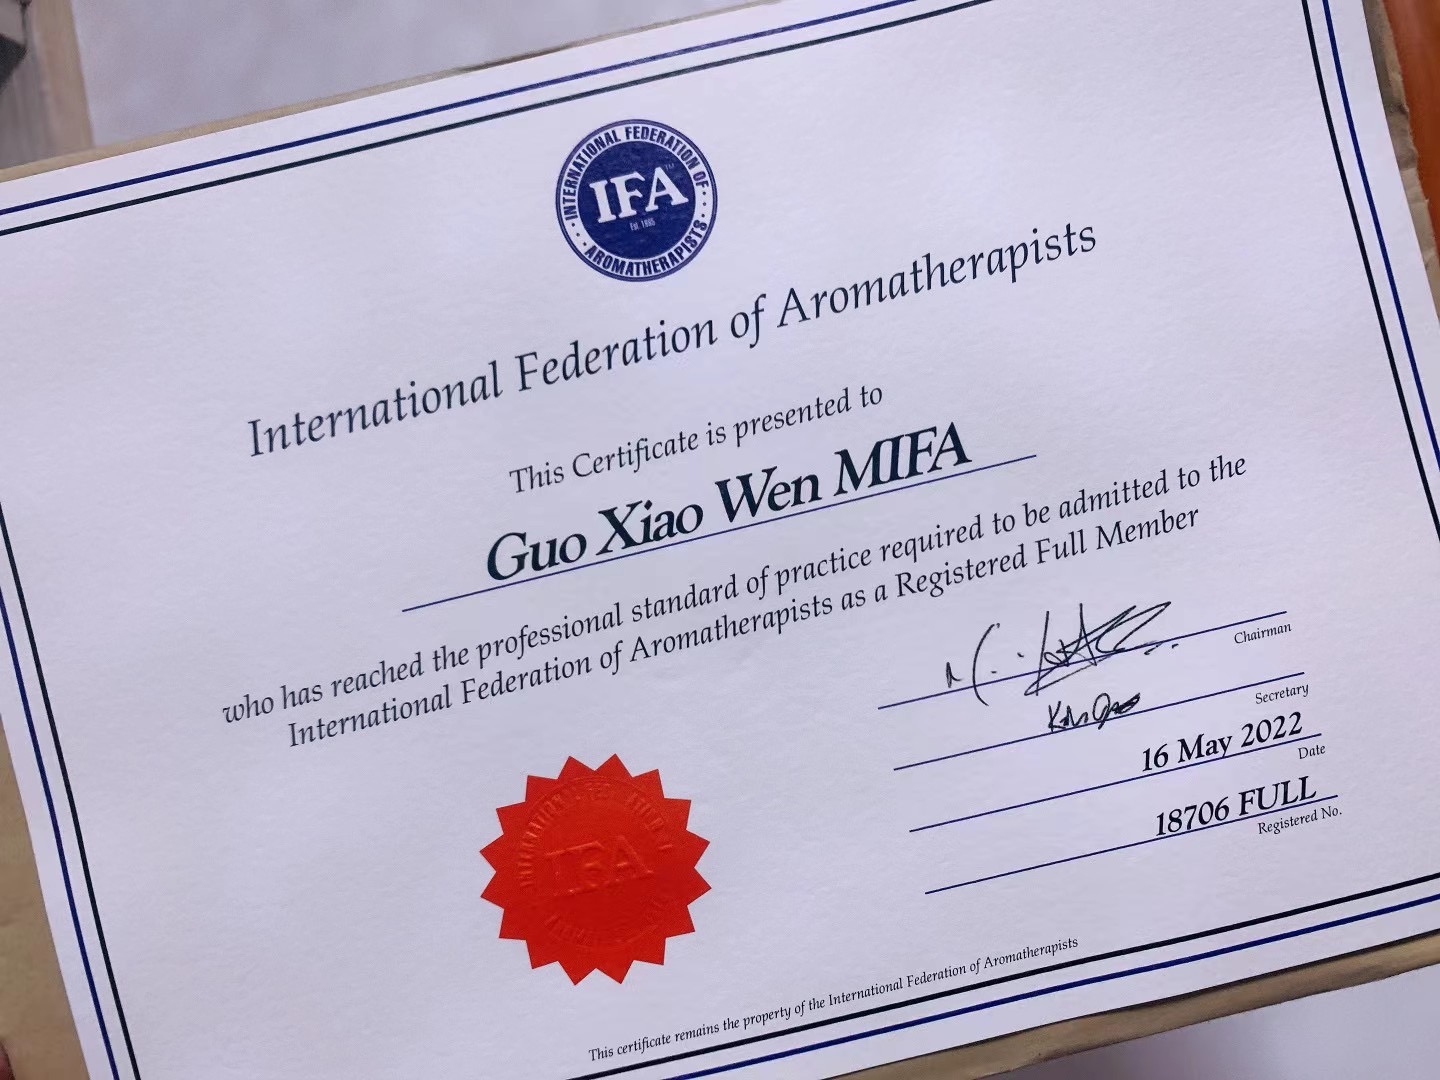 INTERNATIONAL FEDERATION OF
IFA
AROMATHERAPISTS
International Federation of Aromatherapists
This Certificate is presented to
Guo Xiao Wen MIFA
who has reached the professional standard of practice required to be admitted to the
International Federation of Aromatherapists as a Registered Full Member
Chairman
Secretary
16 May 2022
Date
18706 FULL
Registered No.
IFA
This certificate remains the property of the International Federation of Aromatherapists